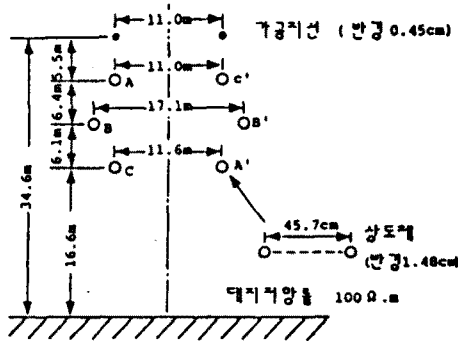 11.0m
가공지선 ( 반경 0.45cm)
5.5m
11.0m
A
C'
6.4m
17.1m
B
B'
6.1m
11.6m
C
A'
34.6m
16.6m
45.7cm
상도체
(반경1.48cm)
대지저항률 100Ω.m